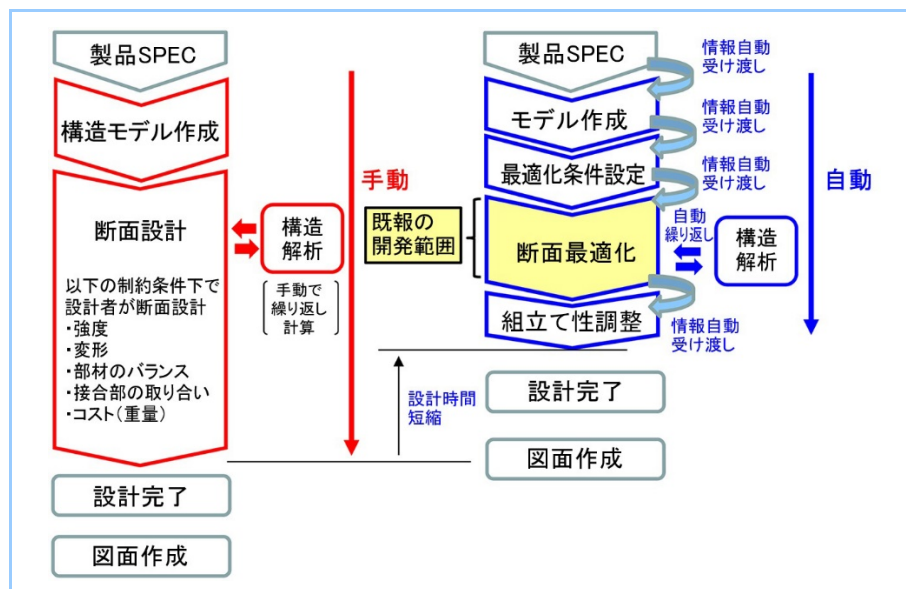 製品SPEC
構造モデル作成
断面設計
以下の制約条件下で
設計者が断面設計
・強度
・変形
・部材のバランス
・接合部の取り合い
・コスト(重量)
設計完了
図面作成
構造
解析
手動で
繰り返し
計算
手動
製品SPEC
情報自動
受け渡し
モデル作成
情報自動
受け渡し
最適化条件設定
情報自動
受け渡し
既報の
開発範囲
断面最適化
自動
繰り返し
構造
解析
自動
組立て性調整
情報自動
受け渡し
設計時間
短縮
設計完了
図面作成